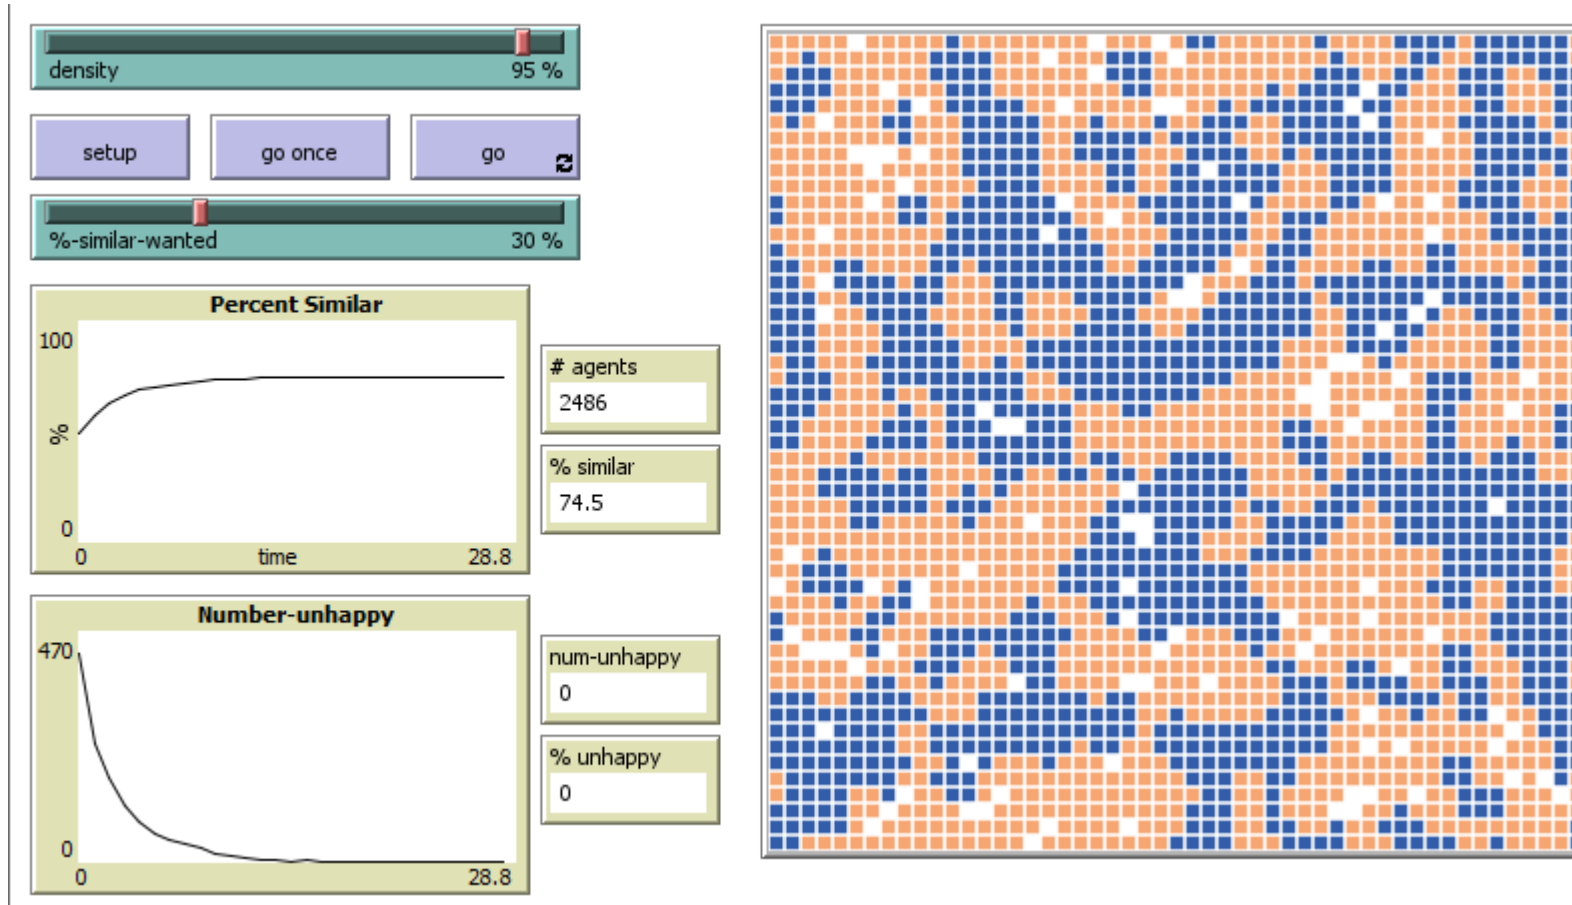 density 95 %
setup
go once
go
%-similar-wanted 30 %
Percent Similar
100
%
0
0 time 28.8
# agents
2486
% similar
74.5
Number-unhappy
470
0
0 28.8
num-unhappy
0
% unhappy
0